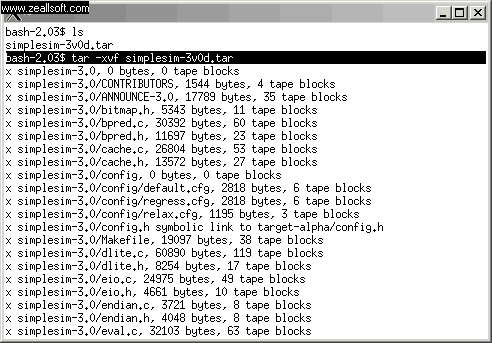 www.zeallsoft.com
bash-2.03$ ls
simplesim-3v0d.tar
bash-2.03$ tar -xvf simplesim-3v0d.tar
x simplesim-3.0, 0 bytes, 0 tape blocks
x simplesim-3.0/CONTRIBUTORS, 1544 bytes, 4 tape blocks
x simplesim-3.0/ANNOUNCE-3.0, 17789 bytes, 35 tape blocks
x simplesim-3.0/bitmap.h, 5343 bytes, 11 tape blocks
x simplesim-3.0/bpred.c, 30392 bytes, 60 tape blocks
x simplesim-3.0/bpred.h, 11697 bytes, 23 tape blocks
x simplesim-3.0/cache.c, 26804 bytes, 53 tape blocks
x simplesim-3.0/cache.h, 13572 bytes, 27 tape blocks
x simplesim-3.0/config, 0 bytes, 0 tape blocks
x simplesim-3.0/config/default.cfg, 2818 bytes, 6 tape blocks
x simplesim-3.0/config/regress.cfg, 2818 bytes, 6 tape blocks
x simplesim-3.0/config/relax.cfg, 1195 bytes, 3 tape blocks
x simplesim-3.0/config.h symbolic link to target-alpha/config.h
x simplesim-3.0/Makefile, 19097 bytes, 38 tape blocks
x simplesim-3.0/dlite.c, 60890 bytes, 119 tape blocks
x simplesim-3.0/dlite.h, 8254 bytes, 17 tape blocks
x simplesim-3.0/eio.c, 24975 bytes, 49 tape blocks
x simplesim-3.0/eio.h, 4661 bytes, 10 tape blocks
x simplesim-3.0/endian.c, 3721 bytes, 8 tape blocks
x simplesim-3.0/endian.h, 4048 bytes, 8 tape blocks
x simplesim-3.0/eval.c, 32103 bytes, 63 tape blocks